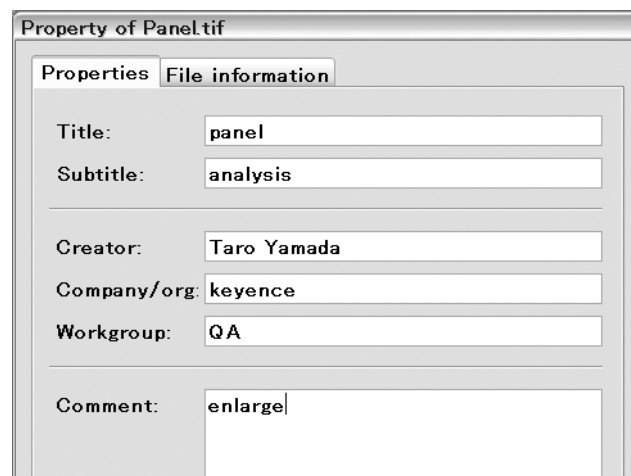 Property of Panel.tif
Properties File information
Title: panel
Subtitle: analysis
Creator: Taro Yamada
Company/org: keyence
Workgroup: QA
Comment: enlarge